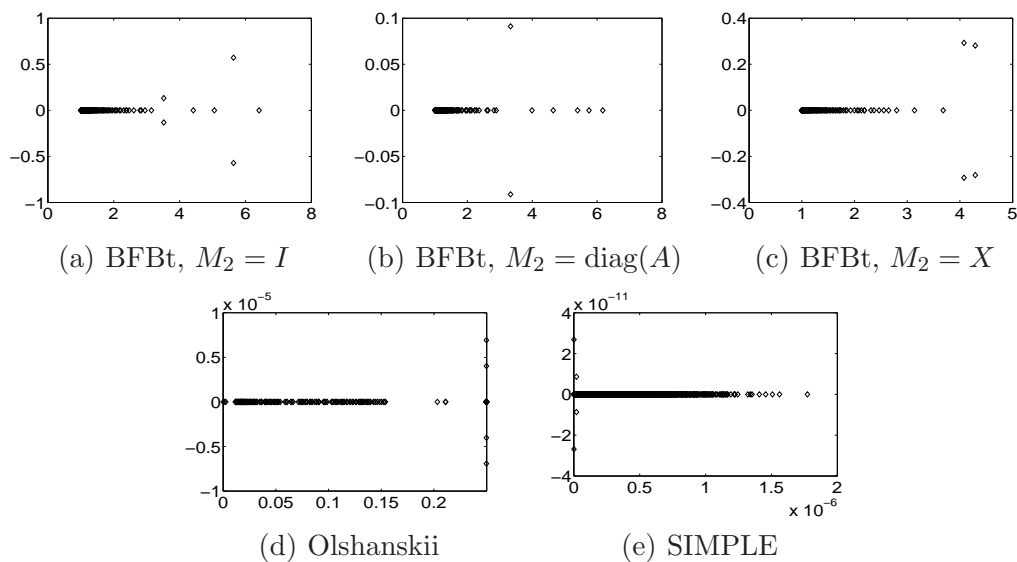 1
0.5
0
−0.5
−1
0 2 4 6 8
(a) BFBt, M₂ = I
0.1
0.05
0
−0.05
−0.1
0 2 4 6 8
(b) BFBt, M₂ = diag(A)
0.4
0.2
0
−0.2
−0.4
0 1 2 3 4 5
(c) BFBt, M₂ = X
x 10⁻⁵
1
0.5
0
−0.5
−1
0 0.05 0.1 0.15 0.2
(d) Olshanskii
x 10⁻¹¹
4
2
0
−2
−4
0 0.5 1 1.5 2
x 10⁻⁶
(e) SIMPLE